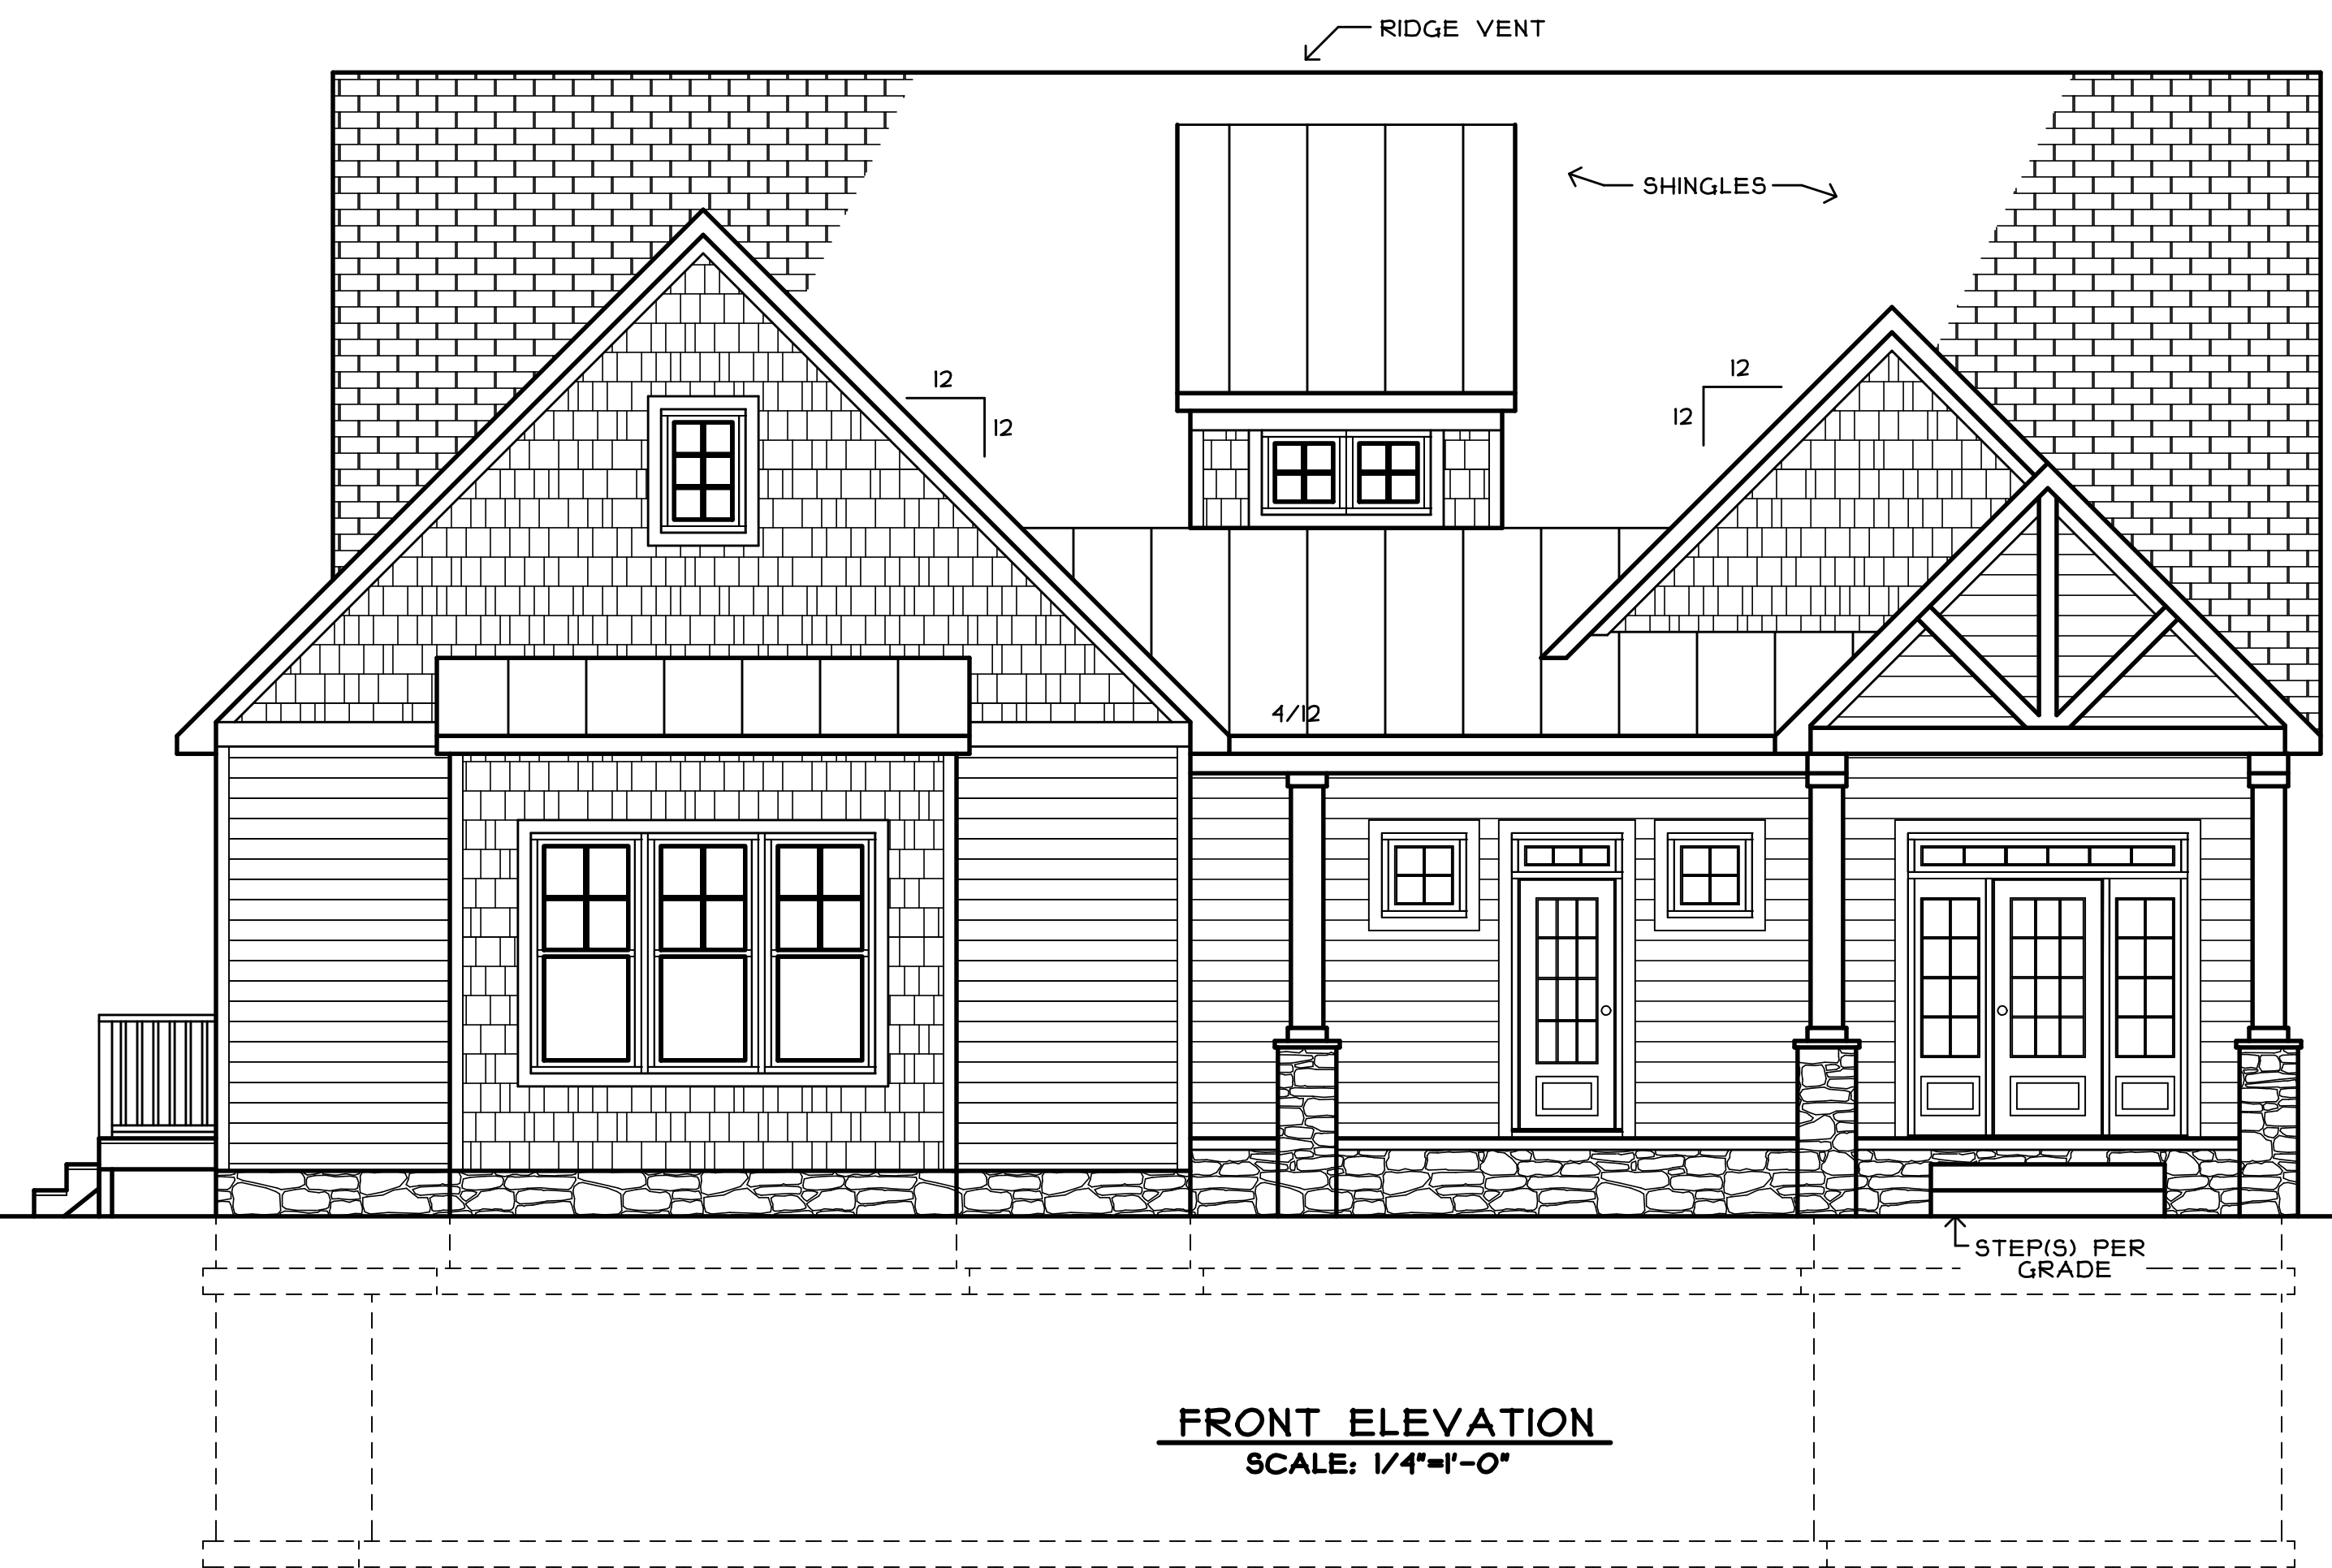 RIDGE VENT
SHINGLES
12
12
12
12
4/12
STEP(S) PER
GRADE
FRONT ELEVATION
SCALE: 1/4"=1'-0"